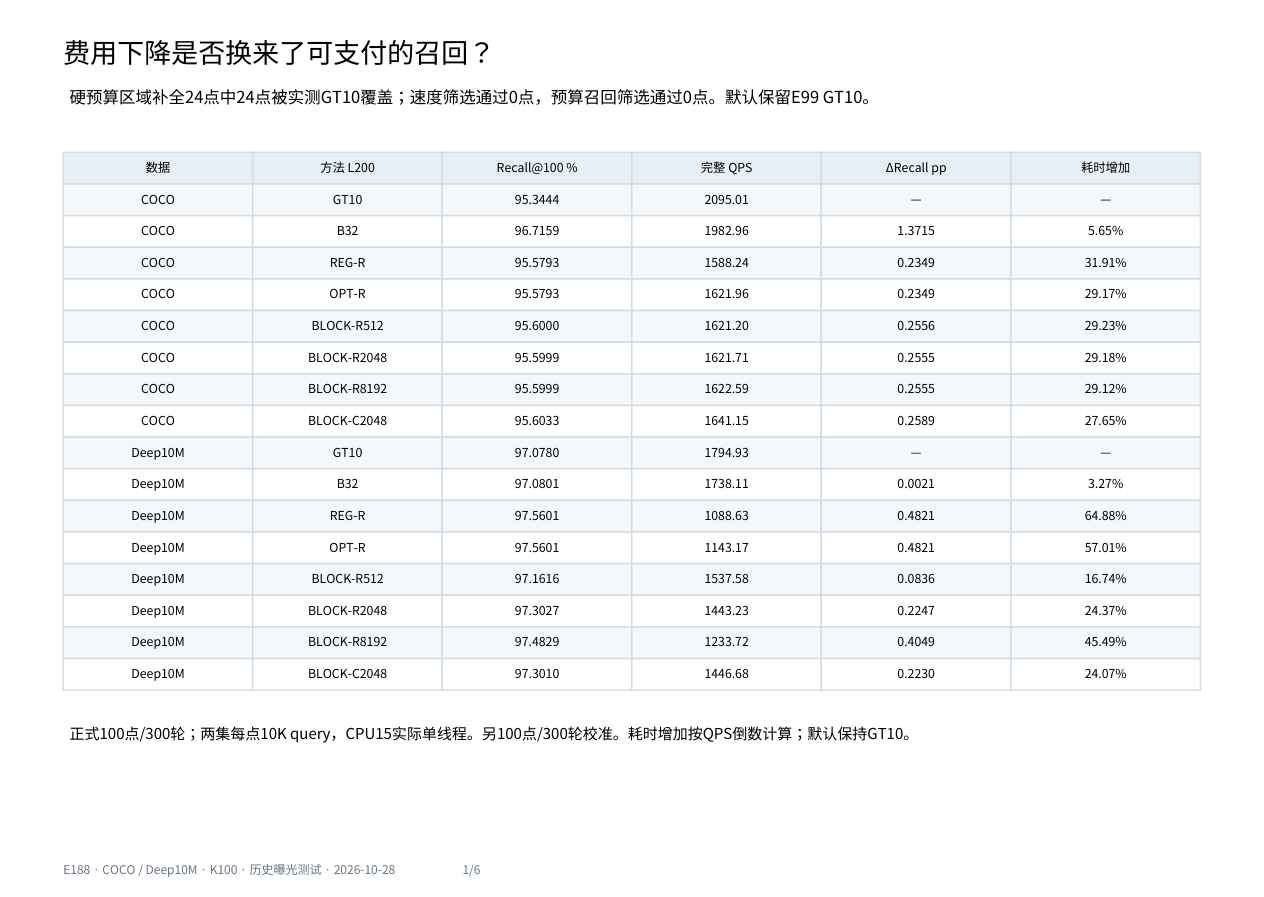 费用下降是否换来了可支付的召回？
硬预算区域补全24点中24点被实测GT10覆盖；速度筛选通过0点，预算召回筛选通过0点。默认保留E99 GT10。
数据 方法 L200 Recall@100 % 完整 QPS ΔRecall pp 耗时增加
COCO GT10 95.3444 2095.01 — —
COCO B32 96.7159 1982.96 1.3715 5.65%
COCO REG-R 95.5793 1588.24 0.2349 31.91%
COCO OPT-R 95.5793 1621.96 0.2349 29.17%
COCO BLOCK-R512 95.6000 1621.20 0.2556 29.23%
COCO BLOCK-R2048 95.5999 1621.71 0.2555 29.18%
COCO BLOCK-R8192 95.5999 1622.59 0.2555 29.12%
COCO BLOCK-C2048 95.6033 1641.15 0.2589 27.65%
Deep10M GT10 97.0780 1794.93 — —
Deep10M B32 97.0801 1738.11 0.0021 3.27%
Deep10M REG-R 97.5601 1088.63 0.4821 64.88%
Deep10M OPT-R 97.5601 1143.17 0.4821 57.01%
Deep10M BLOCK-R512 97.1616 1537.58 0.0836 16.74%
Deep10M BLOCK-R2048 97.3027 1443.23 0.2247 24.37%
Deep10M BLOCK-R8192 97.4829 1233.72 0.4049 45.49%
Deep10M BLOCK-C2048 97.3010 1446.68 0.2230 24.07%
正式100点/300轮；两集每点10K query，CPU15实际单线程。另100点/300轮校准。耗时增加按QPS倒数计算；默认保持GT10。
E188 · COCO / Deep10M · K100 · 历史曝光测试 · 2026-10-28 1/6